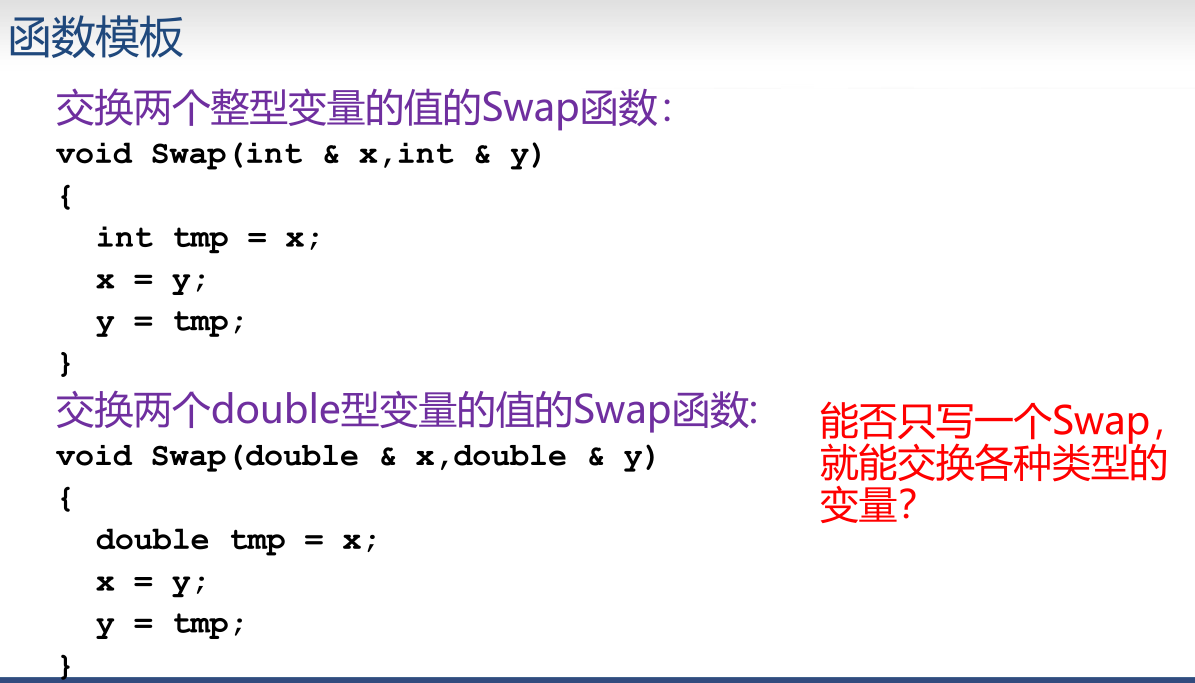 函数模板
交换两个整型变量的值的Swap函数：
void Swap(int & x,int & y)
{
int tmp = x;
x = y;
y = tmp;
}
交换两个double型变量的值的Swap函数:
void Swap(double & x,double & y)
{
double tmp = x;
x = y;
y = tmp;
}
能否只写一个Swap，
就能交换各种类型的
变量？